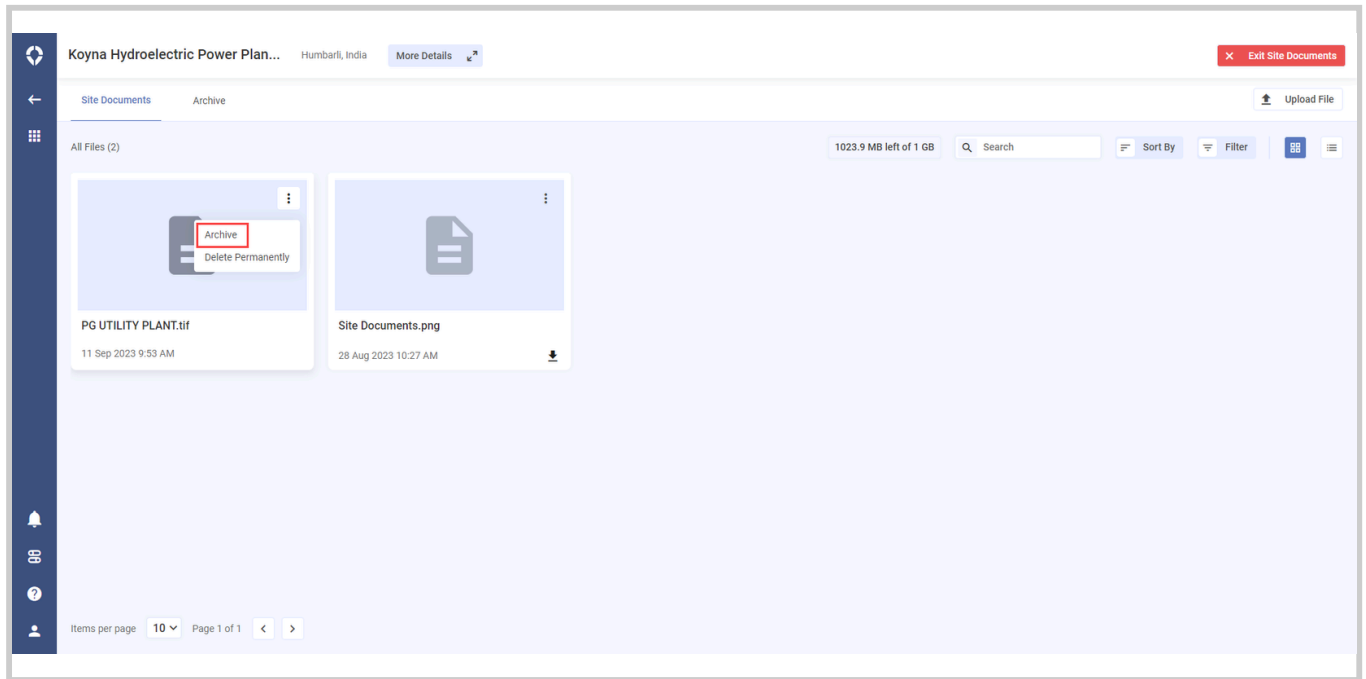 Koyna Hydroelectric Power Plan... Humbarli, India More Details Exit Site Documents
Site Documents Archive Upload File
All Files (2) 1023.9 MB left of 1 GB Search Sort By Filter
Archive
Delete Permanently
PG UTILITY PLANT.tif Site Documents.png
11 Sep 2023 9:53 AM 28 Aug 2023 10:27 AM
Items per page 10 Page 1 of 1